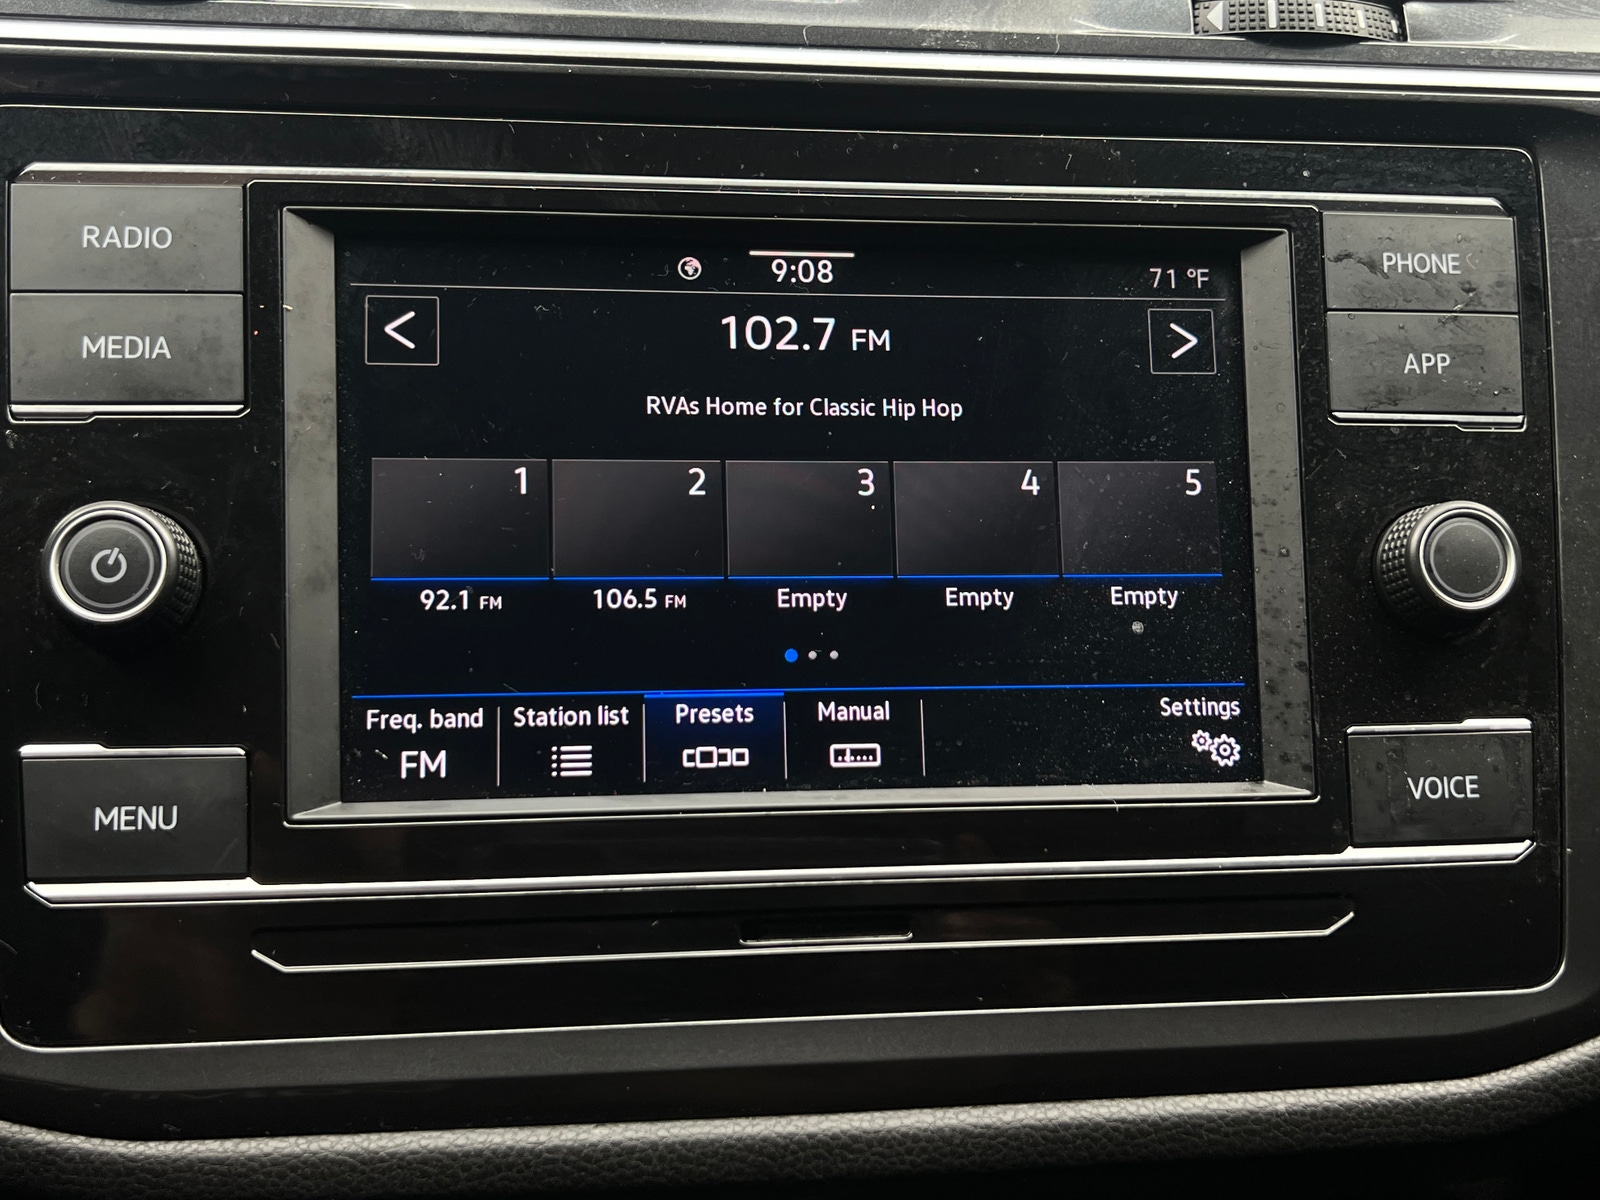 RADIO
MEDIA
MENU
9:08
71 °F
<
102.7 FM
>
RVAs Home for Classic Hip Hop
1
2
3
4
5
92.1 FM
106.5 FM
Empty
Empty
Empty
Freq. band
FM
Station list
Presets
Manual
Settings
PHONE
APP
VOICE